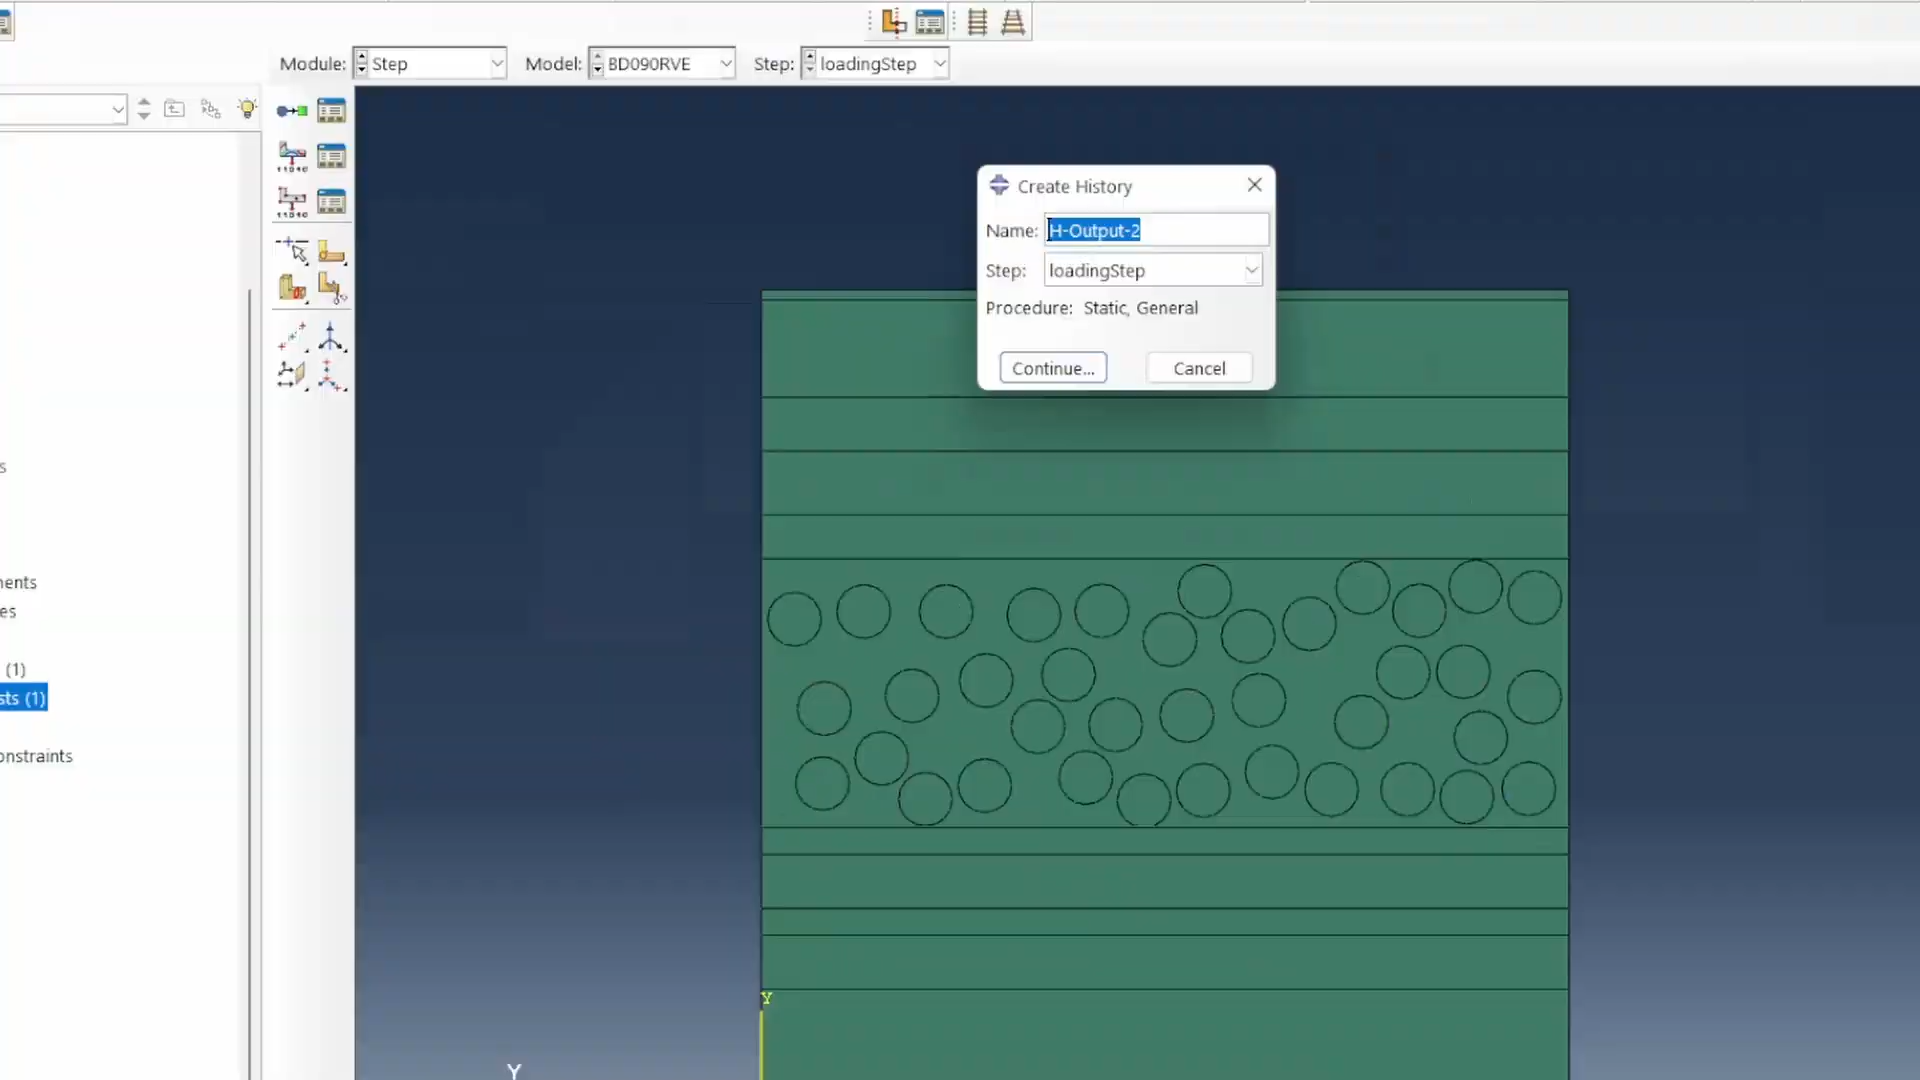 Module: Step Model: BD090RVE Step: loadingStep
Create History
Name: H-Output-2
Step: loadingStep
Procedure: Static, General
Continue... Cancel
s
nents
es
(1)
sts (1)
onstraints
Y
Y